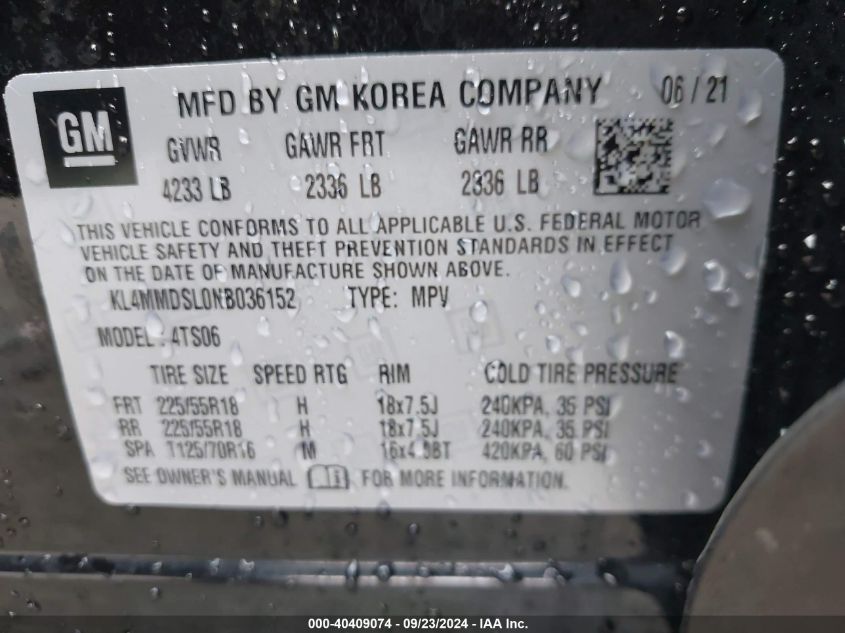 GM
MFD BY GM KOREA COMPANY 06 / 21
GVWR GAWR FRT GAWR RR
4233 LB 2336 LB 2336 LB
THIS VEHICLE CONFORMS TO ALL APPLICABLE U.S. FEDERAL MOTOR
VEHICLE SAFETY AND THEFT PREVENTION STANDARDS IN EFFECT
ON THE DATE OF MANUFACTURE SHOWN ABOVE.
KL4MMDSL0NB036152 TYPE: MPV
MODEL: 4TS06
TIRE SIZE SPEED RTG RIM COLD TIRE PRESSURE
FRT 225/55R18 H 18x7.5J 240KPA, 35 PSI
RR 225/55R18 H 18x7.5J 240KPA, 35 PSI
SPA T125/70R16 M 16x4.0BT 420KPA, 60 PSI
SEE OWNER'S MANUAL FOR MORE INFORMATION.
000-40409074 - 09/23/2024 - IAA Inc.